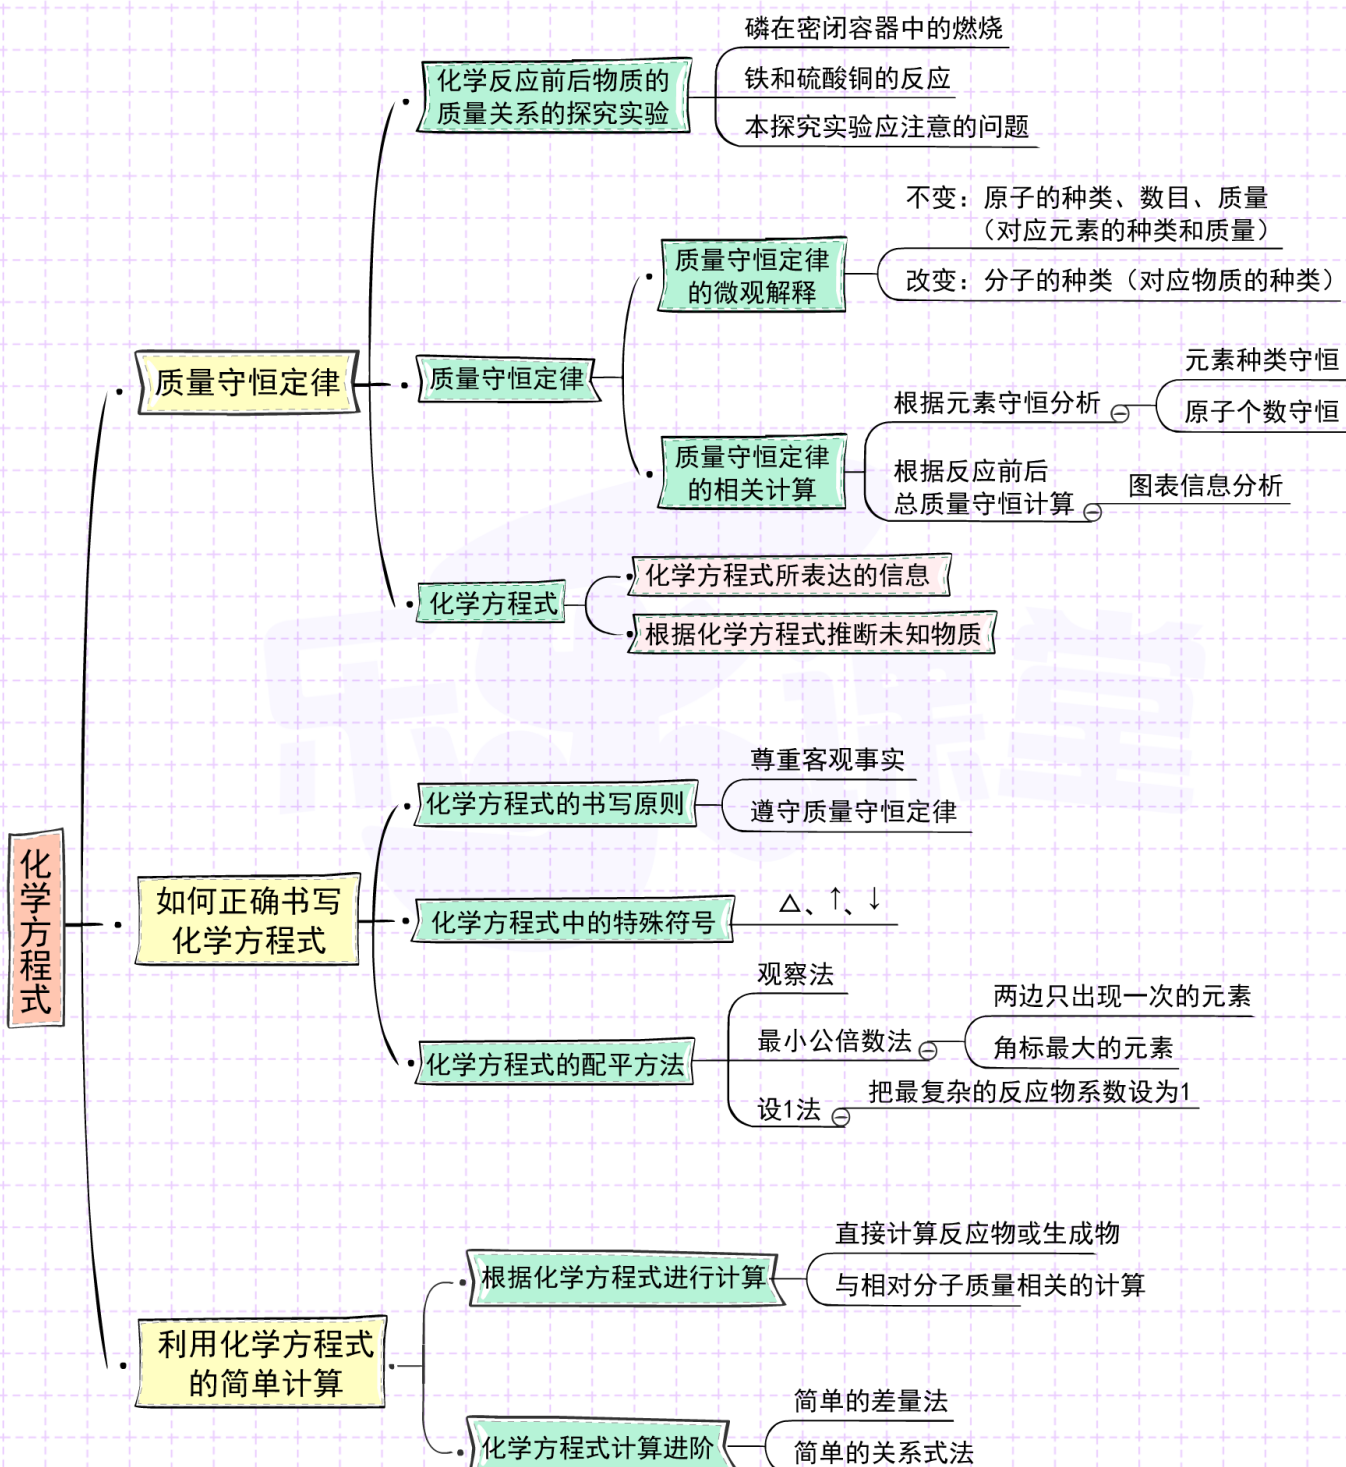 化学方程式
质量守恒定律
化学反应前后物质的
质量关系的探究实验
磷在密闭容器中的燃烧
铁和硫酸铜的反应
本探究实验应注意的问题
质量守恒定律
质量守恒定律
的微观解释
不变：原子的种类、数目、质量
（对应元素的种类和质量）
改变：分子的种类（对应物质的种类）
质量守恒定律
的相关计算
根据元素守恒分析
元素种类守恒
原子个数守恒
根据反应前后
总质量守恒计算
图表信息分析
化学方程式
化学方程式所表达的信息
根据化学方程式推断未知物质
如何正确书写
化学方程式
化学方程式的书写原则
尊重客观事实
遵守质量守恒定律
化学方程式中的特殊符号
△、↑、↓
化学方程式的配平方法
观察法
最小公倍数法
两边只出现一次的元素
角标最大的元素
设1法
把最复杂的反应物系数设为1
利用化学方程式
的简单计算
根据化学方程式进行计算
直接计算反应物或生成物
与相对分子质量相关的计算
化学方程式计算进阶
简单的差量法
简单的关系式法